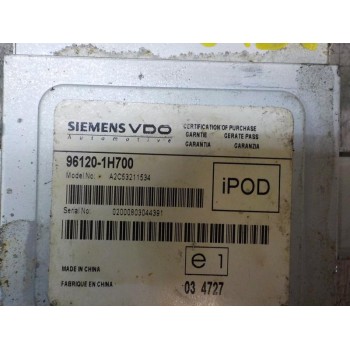 SIEMENS VDO
Automotive
CERTIFICATION OF PURCHASE
GARANTIE GERATE PASS
GARANTIA GARANZIA
96120-1H700
Model No: A2C53211534
iPOD
Serial No: 02000803044391
e1
MADE IN CHINA
FABRIQUE EN CHINA
03 4727